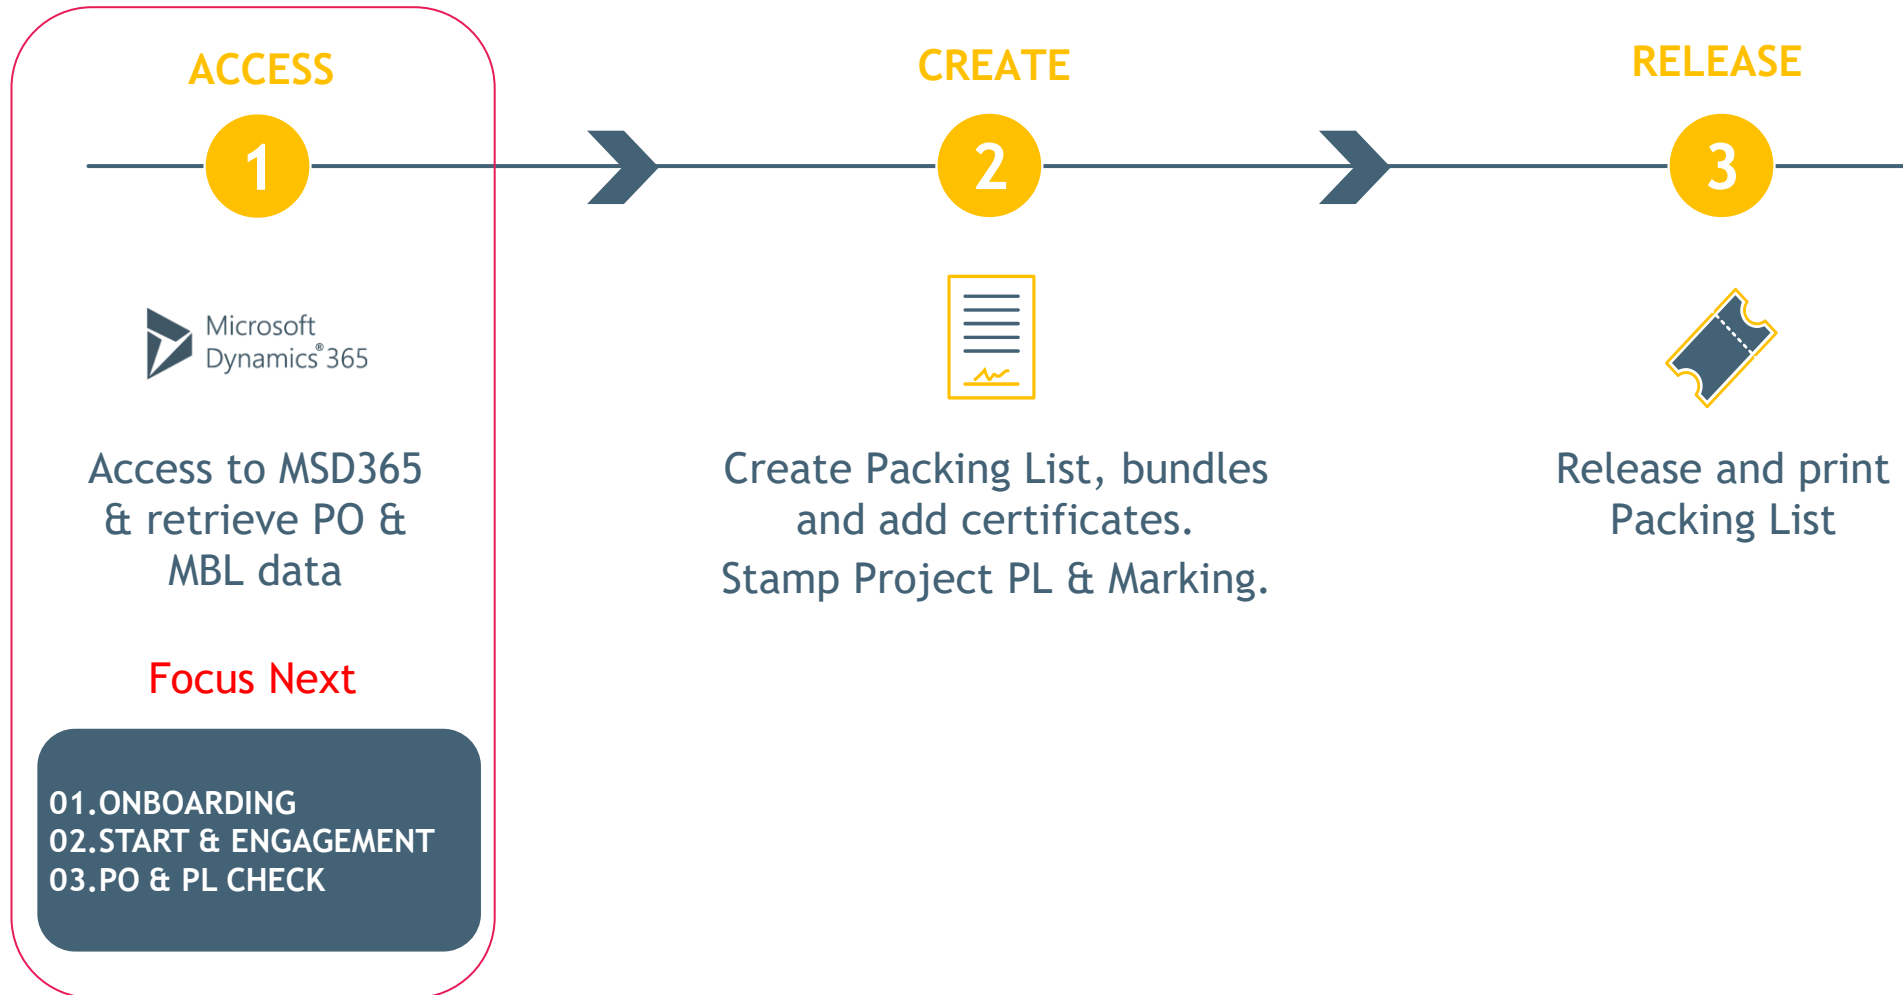 ACCESS
1
Microsoft
Dynamics® 365
Access to MSD365
& retrieve PO &
MBL data
Focus Next
01.ONBOARDING
02.START & ENGAGEMENT
03.PO & PL CHECK
CREATE
2
Create Packing List, bundles
and add certificates.
Stamp Project PL & Marking.
RELEASE
3
Release and print
Packing List